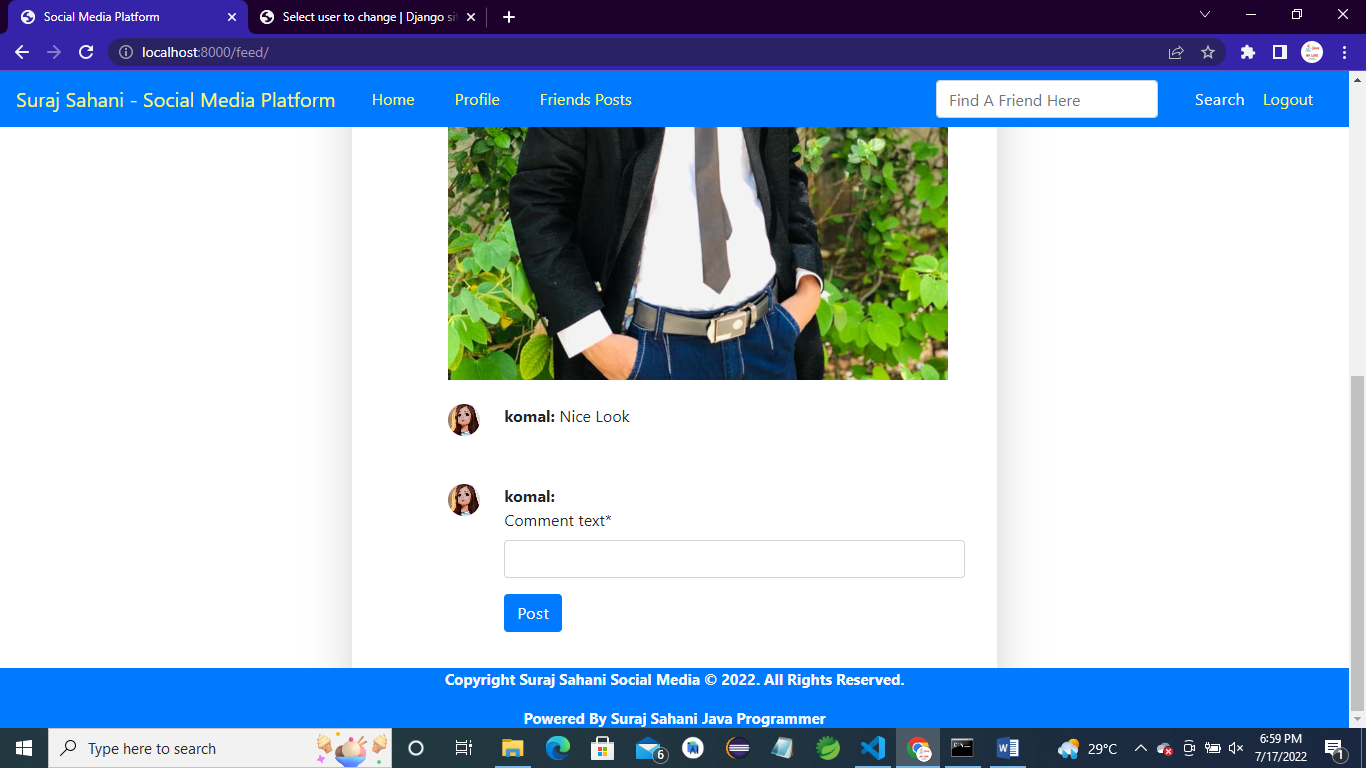 Social Media Platform
Select user to change | Django si
localhost:8000/feed/
Suraj Sahani - Social Media Platform Home Profile Friends Posts Find A Friend Here Search Logout
komal: Nice Look
komal:
Comment text*
Post
Copyright Suraj Sahani Social Media © 2022. All Rights Reserved.
Powered By Suraj Sahani Java Programmer
Type here to search
6
29°C
6:59 PM
7/17/2022
1